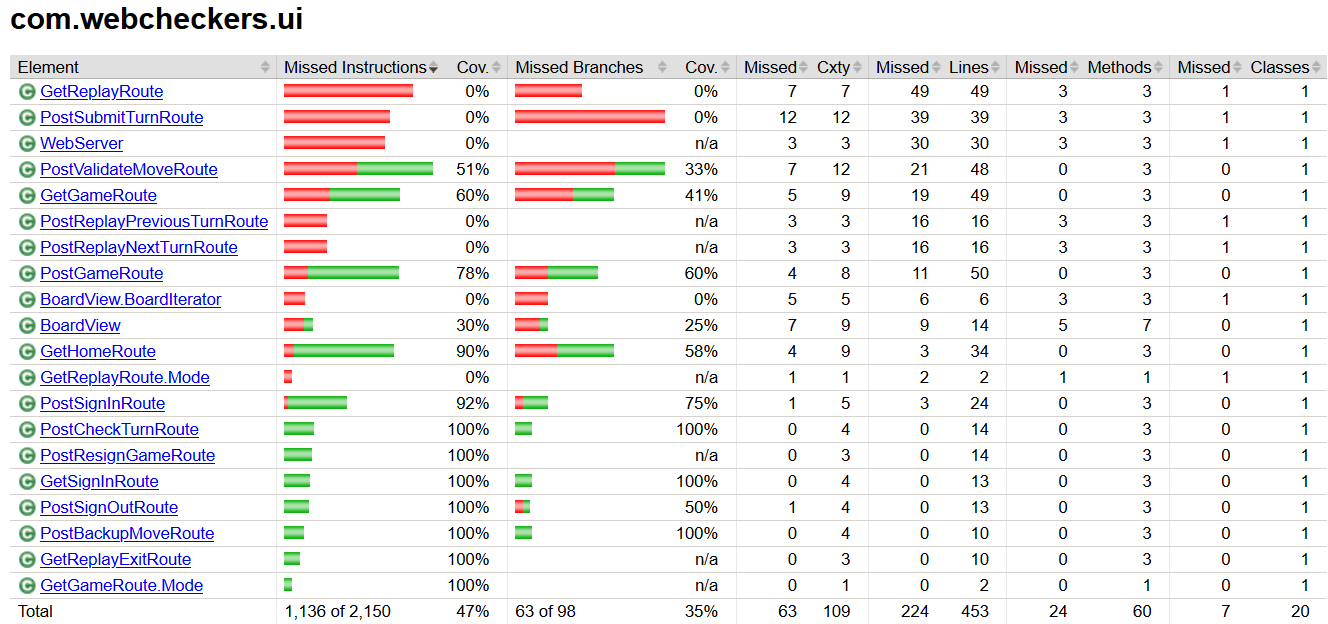 com.webcheckers.ui
Element Missed Instructions Cov. Missed Branches Cov. Missed Cxty Missed Lines Missed Methods Missed Classes
GetReplayRoute 0% 0% 7 7 49 49 3 3 1 1
PostSubmitTurnRoute 0% 0% 12 12 39 39 3 3 1 1
WebServer 0% n/a 3 3 30 30 3 3 1 1
PostValidateMoveRoute 51% 33% 7 12 21 48 0 3 0 1
GetGameRoute 60% 41% 5 9 19 49 0 3 0 1
PostReplayPreviousTurnRoute 0% n/a 3 3 16 16 3 3 1 1
PostReplayNextTurnRoute 0% n/a 3 3 16 16 3 3 1 1
PostGameRoute 78% 60% 4 8 11 50 0 3 0 1
BoardView.BoardIterator 0% 0% 5 5 6 6 3 3 1 1
BoardView 30% 25% 7 9 9 14 5 7 0 1
GetHomeRoute 90% 58% 4 9 3 34 0 3 0 1
GetReplayRoute.Mode 0% n/a 1 1 2 2 1 1 1 1
PostSignInRoute 92% 75% 1 5 3 24 0 3 0 1
PostCheckTurnRoute 100% 100% 0 4 0 14 0 3 0 1
PostResignGameRoute 100% n/a 0 3 0 14 0 3 0 1
GetSignInRoute 100% 100% 0 4 0 13 0 3 0 1
PostSignOutRoute 100% 50% 1 4 0 13 0 3 0 1
PostBackupMoveRoute 100% 100% 0 4 0 10 0 3 0 1
GetReplayExitRoute 100% n/a 0 3 0 10 0 3 0 1
GetGameRoute.Mode 100% n/a 0 1 0 2 0 1 0 1
Total 1,136 of 2,150 47% 63 of 98 35% 63 109 224 453 24 60 7 20